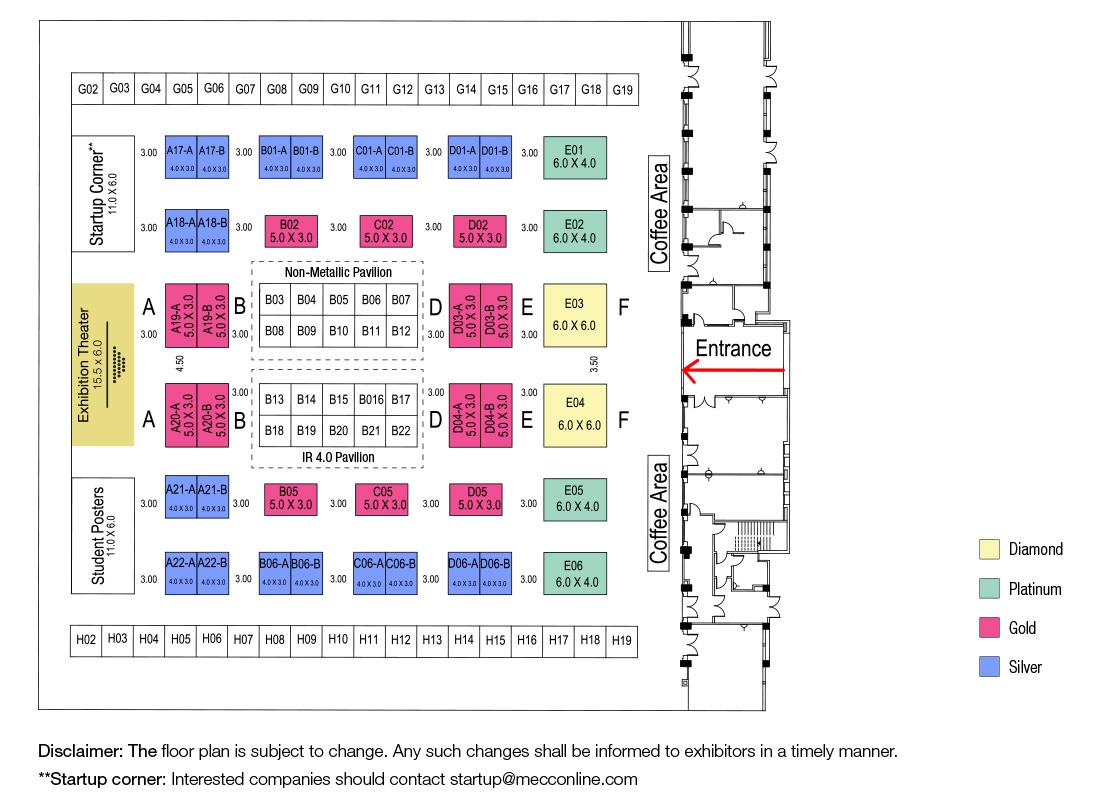 G02 G03 G04 G05 G06 G07 G08 G09 G10 G11 G12 G13 G14 G15 G16 G17 G18 G19
Startup Corner**
11.0 X 6.0
3.00 A17-A A17-B 3.00 B01-A B01-B 3.00 C01-A C01-B 3.00 D01-A D01-B 3.00 E01
4.0 X 3.0 4.0 X 3.0 4.0 X 3.0 4.0 X 3.0 4.0 X 3.0 4.0 X 3.0 4.0 X 3.0 4.0 X 3.0 6.0 X 4.0
3.00 A18-A A18-B 3.00 B02 3.00 C02 3.00 D02 3.00 E02
4.0 X 3.0 4.0 X 3.0 5.0 X 3.0 5.0 X 3.0 5.0 X 3.0 6.0 X 4.0
Coffee Area
Non-Metallic Pavilion
Exhibition Theater
15.5 x 6.0
A B D E F
3.00 3.00 3.00 3.00
A19-A
5.0 X 3.0
A19-B
5.0 X 3.0
B03 B04 B05 B06 B07
B08 B09 B10 B11 B12
D03-A
5.0 X 3.0
D03-B
5.0 X 3.0
E03
6.0 X 6.0
Entrance
4.50 3.50
A B D E F
3.00 3.00 3.00
A20-A
5.0 X 3.0
A20-B
5.0 X 3.0
B13 B14 B15 B016 B17
B18 B19 B20 B21 B22
D04-A
5.0 X 3.0
D04-B
5.0 X 3.0
E04
6.0 X 6.0
IR 4.0 Pavilion
Student Posters
11.0 X 6.0
3.00 A21-A A21-B 3.00 B05 3.00 C05 3.00 D05 3.00 E05
4.0 X 3.0 4.0 X 3.0 5.0 X 3.0 5.0 X 3.0 5.0 X 3.0 6.0 X 4.0
Coffee Area
3.00 A22-A A22-B 3.00 B06-A B06-B 3.00 C06-A C06-B 3.00 D06-A D06-B 3.00 E06
4.0 X 3.0 4.0 X 3.0 4.0 X 3.0 4.0 X 3.0 4.0 X 3.0 4.0 X 3.0 4.0 X 3.0 4.0 X 3.0 6.0 X 4.0
H02 H03 H04 H05 H06 H07 H08 H09 H10 H11 H12 H13 H14 H15 H16 H17 H18 H19
Diamond
Platinum
Gold
Silver
Disclaimer: The floor plan is subject to change. Any such changes shall be informed to exhibitors in a timely manner.
**Startup corner: Interested companies should contact startup@mecconline.com